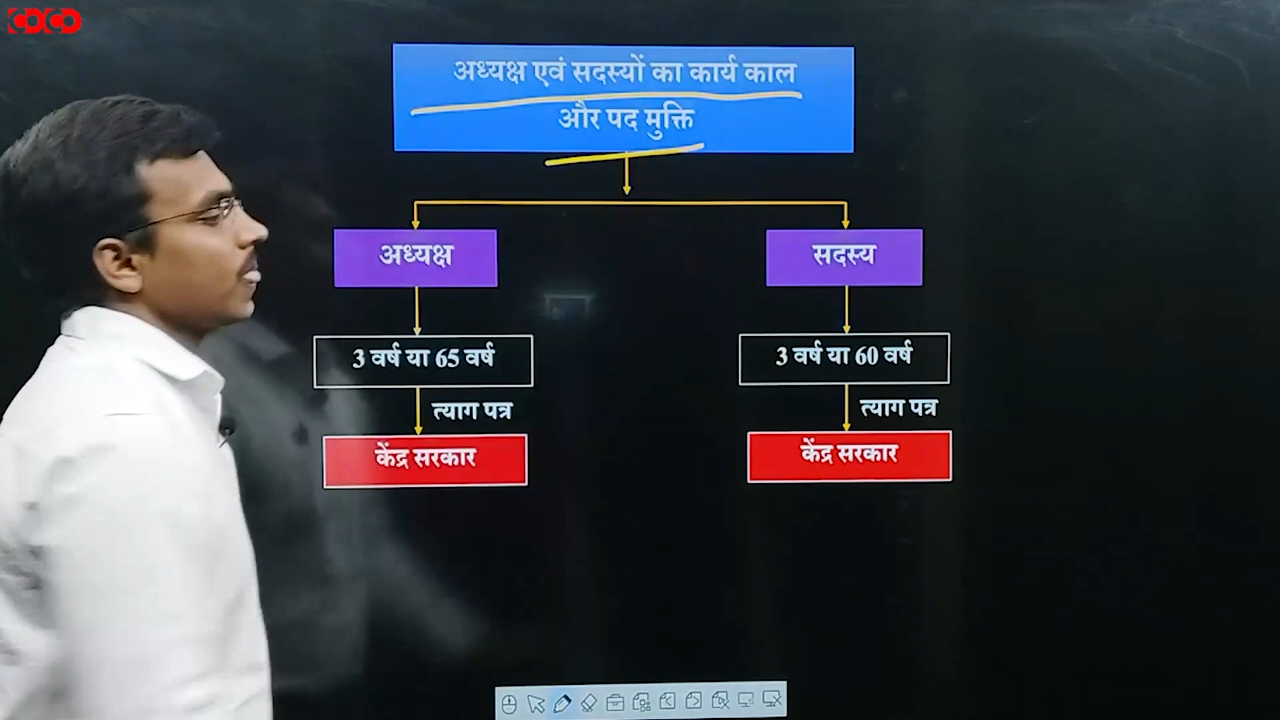 COCO
अध्यक्ष एवं सदस्यों का कार्य काल
और पद मुक्ति
अध्यक्ष
सदस्य
3 वर्ष या 65 वर्ष
3 वर्ष या 60 वर्ष
त्याग पत्र
त्याग पत्र
केंद्र सरकार
केंद्र सरकार